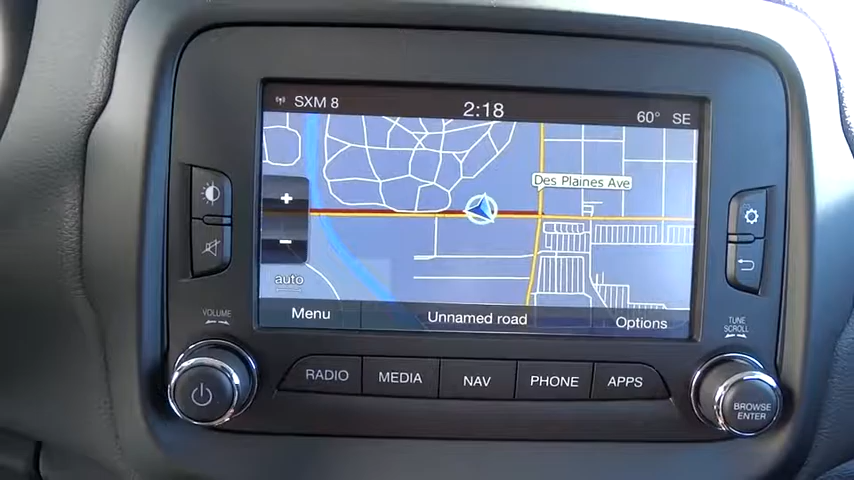 SXM 8
2:18
60° SE
Des Plaines Ave
+
-
auto
Menu
Unnamed road
Options
VOLUME
TUNE
SCROLL
RADIO
MEDIA
NAV
PHONE
APPS
BROWSE
ENTER